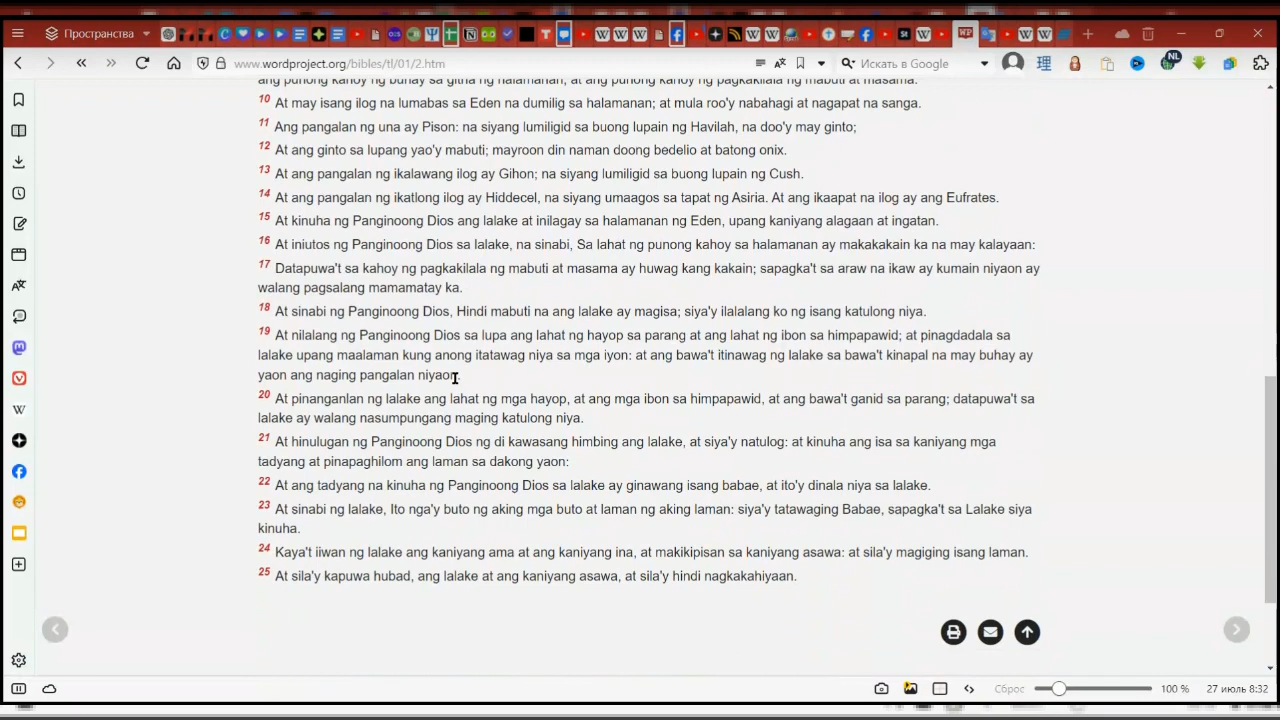 Пространства
www.wordproject.org/bibles/tl/01/2.htm
Искать в Google
NL
ang punong kahoy ng buhay sa gitna ng halamanan, at ang punong kahoy ng pagkakilala ng mabuti at masama.
10 At may isang ilog na lumabas sa Eden na dumilig sa halamanan; at mula roo'y nabahagi at nagapat na sanga.
11 Ang pangalan ng una ay Pison: na siyang lumiligid sa buong lupain ng Havilah, na doo'y may ginto;
12 At ang ginto sa lupang yao'y mabuti; mayroon din naman doong bedelio at batong onix.
13 At ang pangalan ng ikalawang ilog ay Gihon; na siyang lumiligid sa buong lupain ng Cush.
14 At ang pangalan ng ikatlong ilog ay Hiddecel, na siyang umaagos sa tapat ng Asiria. At ang ikaapat na ilog ay ang Eufrates.
15 At kinuha ng Panginoong Dios ang lalake at inilagay sa halamanan ng Eden, upang kaniyang alagaan at ingatan.
16 At iniutos ng Panginoong Dios sa lalake, na sinabi, Sa lahat ng punong kahoy sa halamanan ay makakakain ka na may kalayaan:
17 Datapuwa't sa kahoy ng pagkakilala ng mabuti at masama ay huwag kang kakain; sapagka't sa araw na ikaw ay kumain niyaon ay
walang pagsalang mamamatay ka.
18 At sinabi ng Panginoong Dios, Hindi mabuti na ang lalake ay magisa; siya'y ilalalang ko ng isang katulong niya.
19 At nilalang ng Panginoong Dios sa lupa ang lahat ng hayop sa parang at ang lahat ng ibon sa himpapawid; at pinagdadala sa
lalake upang maalaman kung anong itatawag niya sa mga iyon: at ang bawa't itinawag ng lalake sa bawa't kinapal na may buhay ay
yaon ang naging pangalan niyaon.
20 At pinanganlan ng lalake ang lahat ng mga hayop, at ang mga ibon sa himpapawid, at ang bawa't ganid sa parang; datapuwa't sa
lalake ay walang nasumpungang maging katulong niya.
21 At hinulugan ng Panginoong Dios ng di kawasang himbing ang lalake, at siya'y natulog: at kinuha ang isa sa kaniyang mga
tadyang at pinapaghilom ang laman sa dakong yaon:
22 At ang tadyang na kinuha ng Panginoong Dios sa lalake ay ginawang isang babae, at ito'y dinala niya sa lalake.
23 At sinabi ng lalake, Ito nga'y buto ng aking mga buto at laman ng aking laman: siya'y tatawaging Babae, sapagka't sa Lalake siya
kinuha.
24 Kaya't iiwan ng lalake ang kaniyang ama at ang kaniyang ina, at makikipisan sa kaniyang asawa: at sila'y magiging isang laman.
25 At sila'y kapuwa hubad, ang lalake at ang kaniyang asawa, at sila'y hindi nagkakahiyaan.
Сброс 100 % 27 июль 8:32